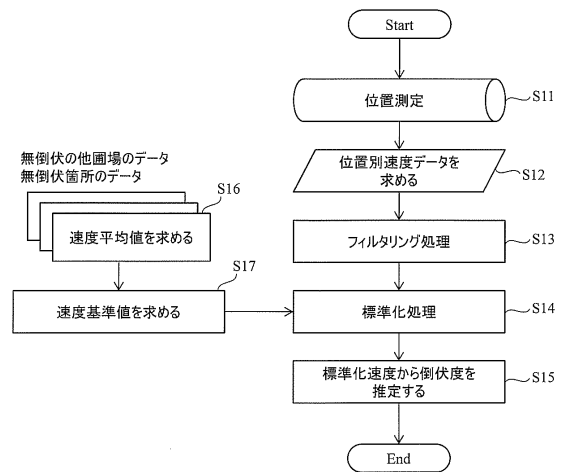 Start
位置測定
S11
位置別速度データを
求める
S12
無倒伏の他圃場のデータ
無倒伏箇所のデータ
S16
速度平均値を求める
フィルタリング処理
S13
S17
速度基準値を求める
標準化処理
S14
標準化速度から倒伏度を
推定する
S15
End